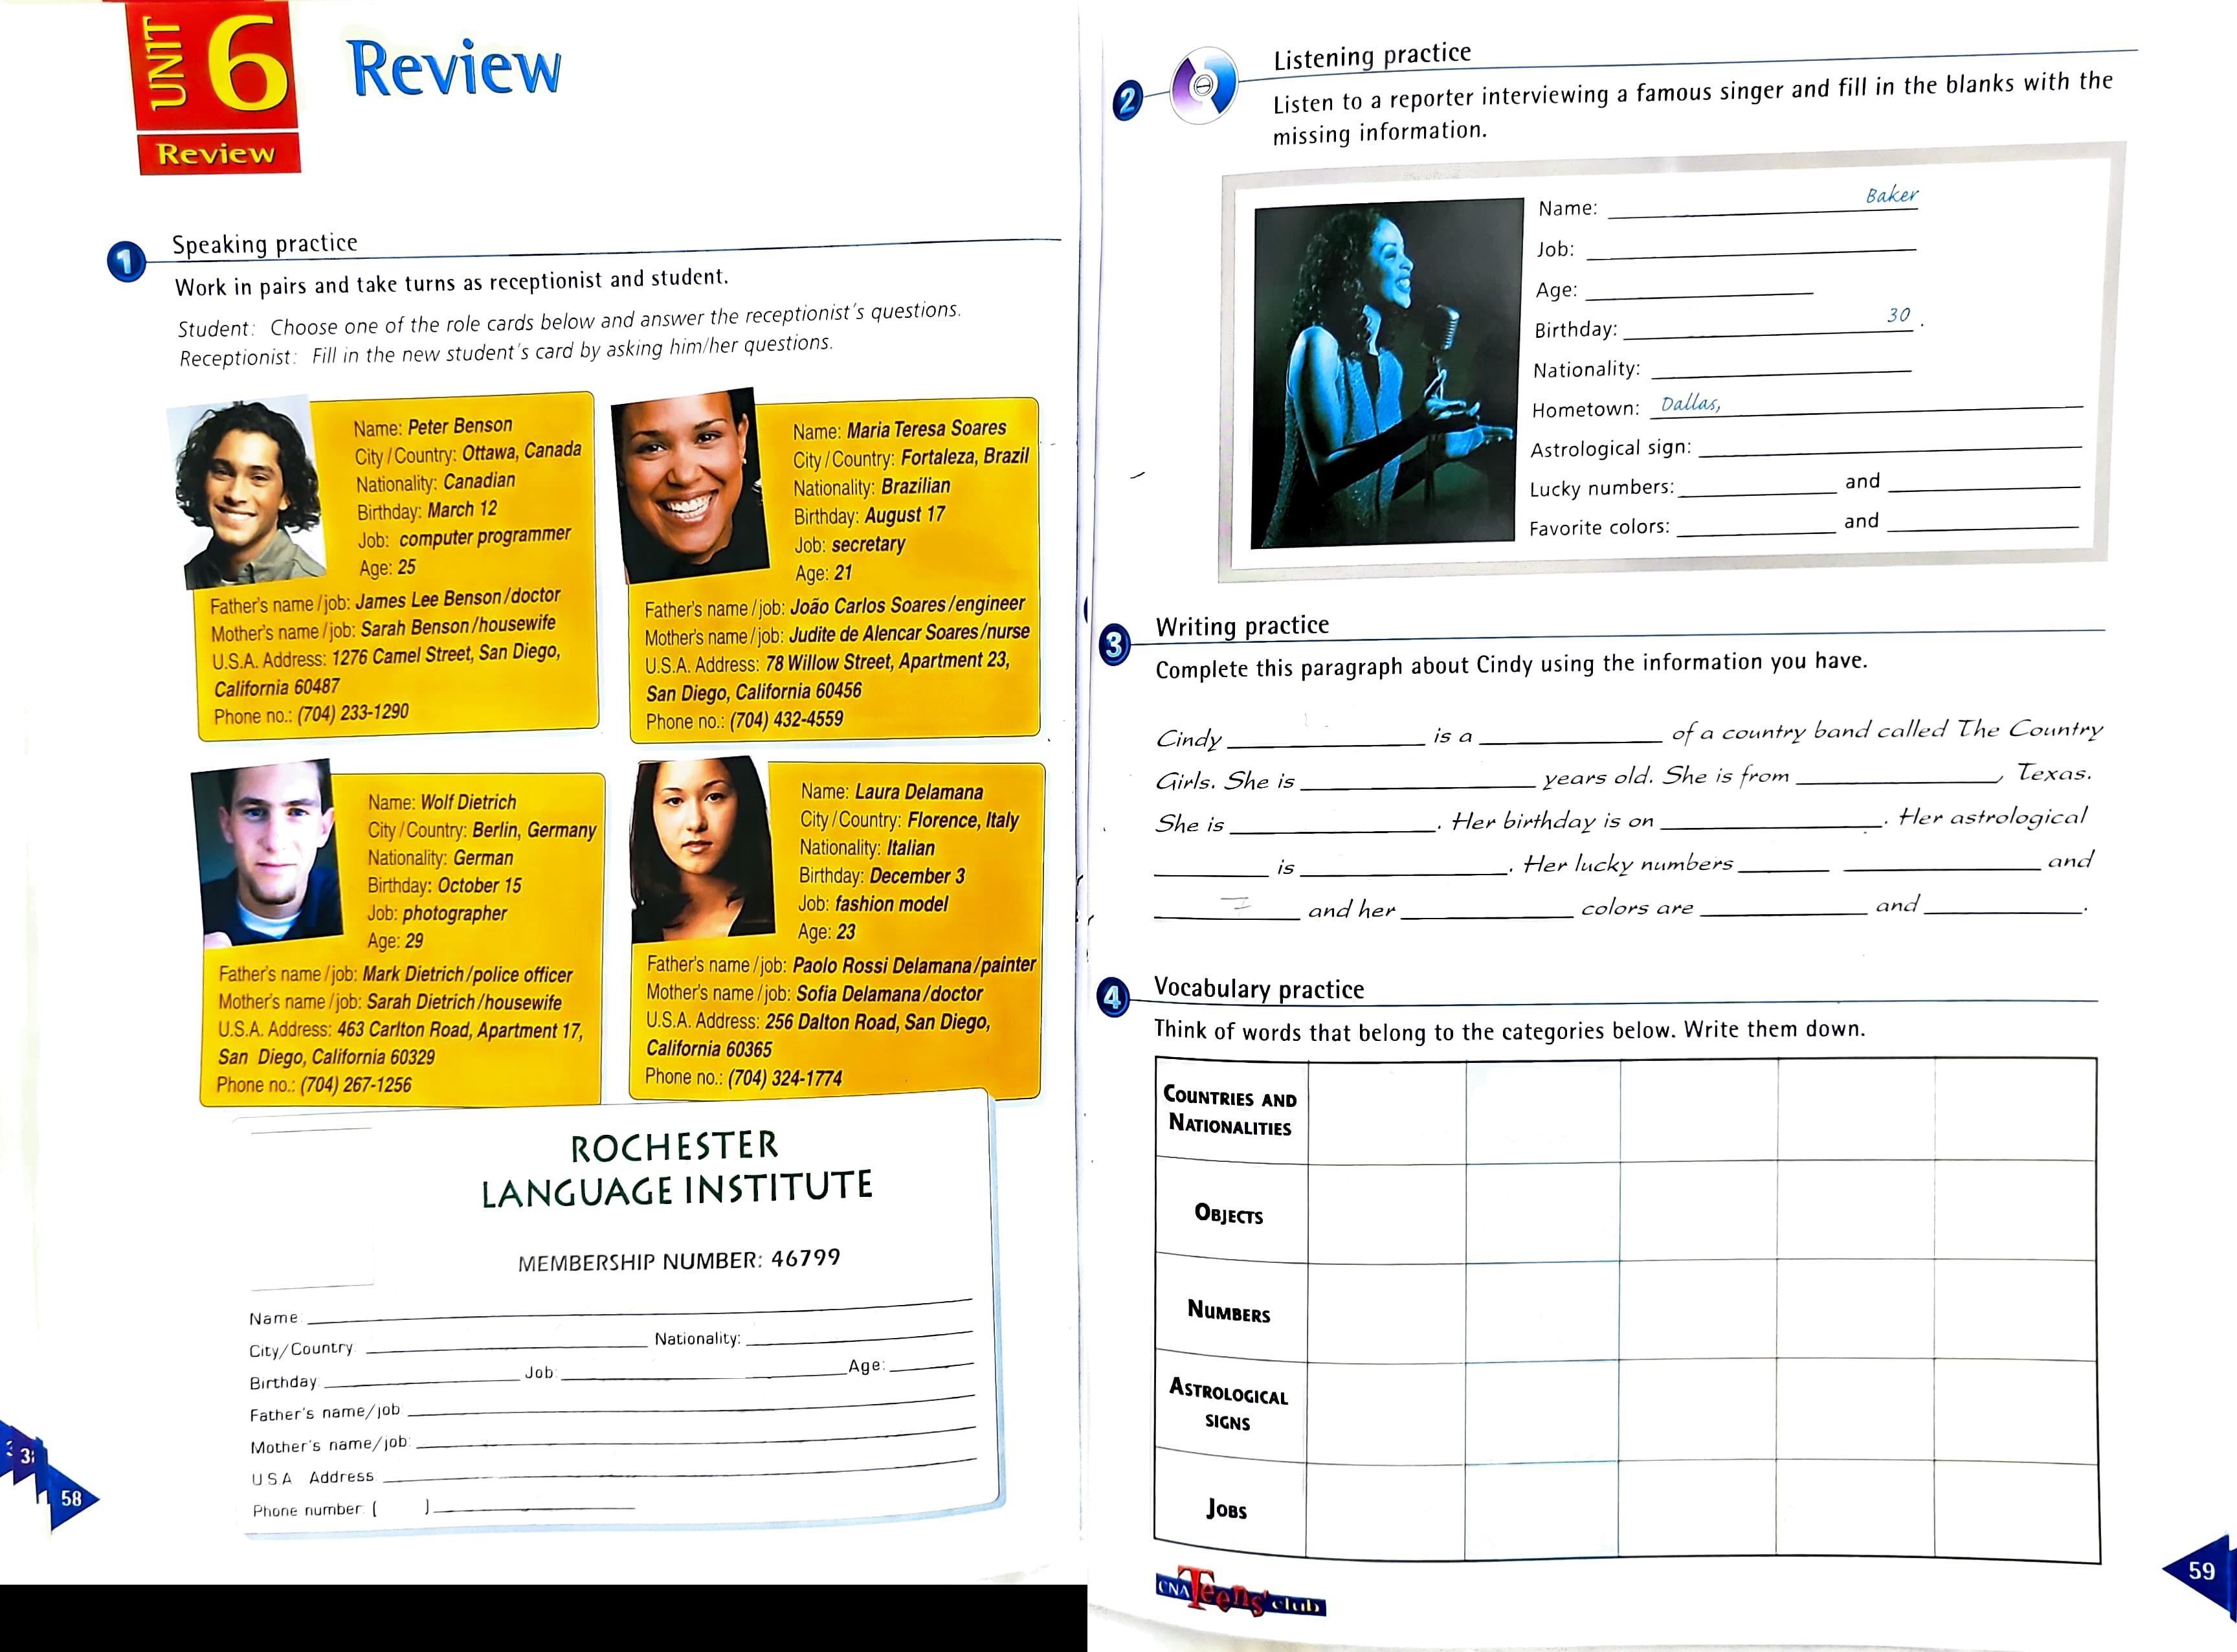 UNIT 6
Review
Review
1 Speaking practice
Work in pairs and take turns as receptionist and student.
Student: Choose one of the role cards below and answer the receptionist's questions.
Receptionist: Fill in the new student's card by asking him/her questions.
Name: Peter Benson
City/Country: Ottawa, Canada
Nationality: Canadian
Birthday: March 12
Job: computer programmer
Age: 25
Father's name/job: James Lee Benson/doctor
Mother's name/job: Sarah Benson/housewife
U.S.A. Address: 1276 Camel Street, San Diego,
California 60487
Phone no.: (704) 233-1290
Name: Maria Teresa Soares
City/Country: Fortaleza, Brazil
Nationality: Brazilian
Birthday: August 17
Job: secretary
Age: 21
Father's name/job: João Carlos Soares/engineer
Mother's name/job: Judite de Alencar Soares/nurse
U.S.A. Address: 78 Willow Street, Apartment 23,
San Diego, California 60456
Phone no.: (704) 432-4559
Name: Wolf Dietrich
City/Country: Berlin, Germany
Nationality: German
Birthday: October 15
Job: photographer
Age: 29
Father's name/job: Mark Dietrich/police officer
Mother's name/job: Sarah Dietrich/housewife
U.S.A. Address: 463 Carlton Road, Apartment 17,
San Diego, California 60329
Phone no.: (704) 267-1256
Name: Laura Delamana
City/Country: Florence, Italy
Nationality: Italian
Birthday: December 3
Job: fashion model
Age: 23
Father's name/job: Paolo Rossi Delamana/painter
Mother's name/job: Sofia Delamana/doctor
U.S.A. Address: 256 Dalton Road, San Diego,
California 60365
Phone no.: (704) 324-1774
ROCHESTER
LANGUAGE INSTITUTE
MEMBERSHIP NUMBER: 46799
Name:
City/Country Nationality:
Birthday: Job: Age:
Father's name/job
Mother's name/job:
U S A Address
Phone number: ( )
58
2 Listening practice
Listen to a reporter interviewing a famous singer and fill in the blanks with the
missing information.
Name: Baker
Job:
Age:
Birthday: 30 .
Nationality:
Hometown: Dallas,
Astrological sign:
Lucky numbers: and
Favorite colors: and
3 Writing practice
Complete this paragraph about Cindy using the information you have.
Cindy is a of a country band called The Country
Girls. She is years old. She is from , Texas.
She is . Her birthday is on . Her astrological
is . Her lucky numbers and
and her colors are and .
4 Vocabulary practice
Think of words that belong to the categories below. Write them down.
COUNTRIES AND
NATIONALITIES
OBJECTS
NUMBERS
ASTROLOGICAL
SIGNS
JOBS
CNA Teens' club
59